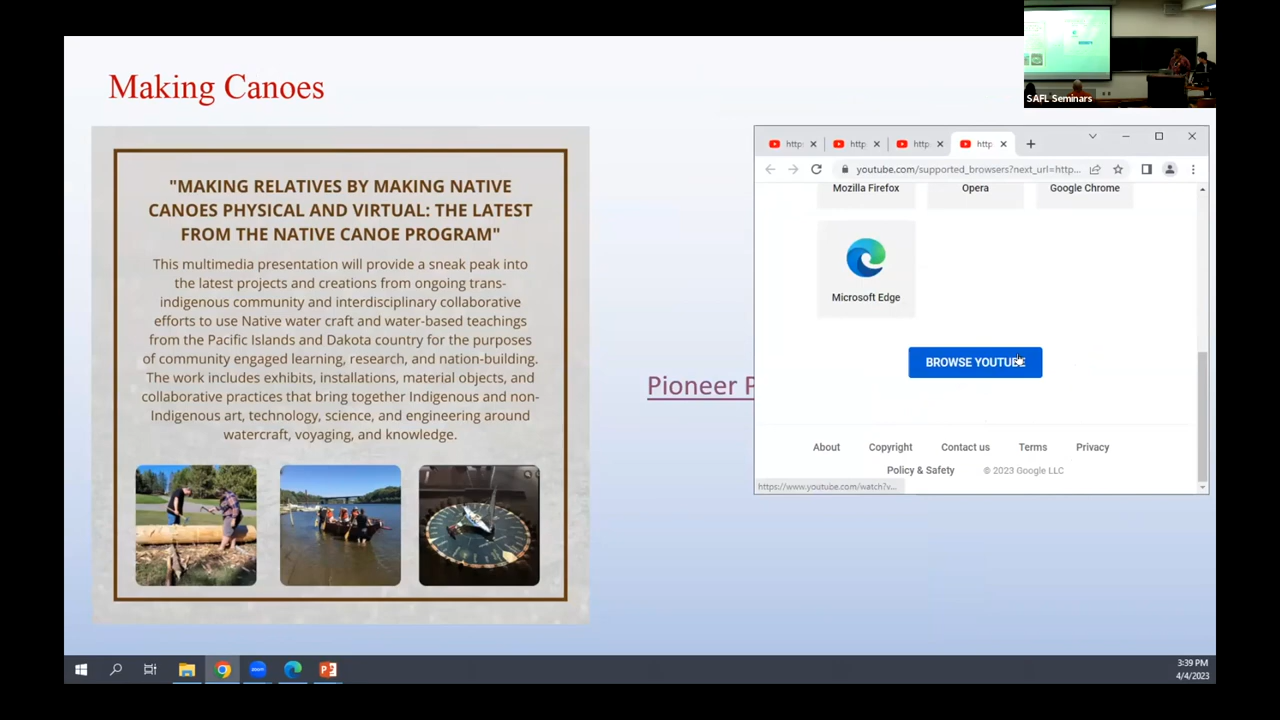 SAFL Seminars
Making Canoes
"MAKING RELATIVES BY MAKING NATIVE
CANOES PHYSICAL AND VIRTUAL: THE LATEST
FROM THE NATIVE CANOE PROGRAM"
This multimedia presentation will provide a sneak peak into
the latest projects and creations from ongoing trans-
indigenous community and interdisciplinary collaborative
efforts to use Native water craft and water-based teachings
from the Pacific Islands and Dakota country for the purposes
of community engaged learning, research, and nation-building.
The work includes exhibits, installations, material objects, and
collaborative practices that bring together Indigenous and non-
Indigenous art, technology, science, and engineering around
watercraft, voyaging, and knowledge.
Pioneer P
http
http
http
http
youtube.com/supported_browsers?next_url=http...
Mozilla Firefox
Opera
Google Chrome
Microsoft Edge
BROWSE YOUTUBE
About
Copyright
Contact us
Terms
Privacy
Policy & Safety
© 2023 Google LLC
https://www.youtube.com/watch?v...
zoom
3:39 PM
4/4/2023